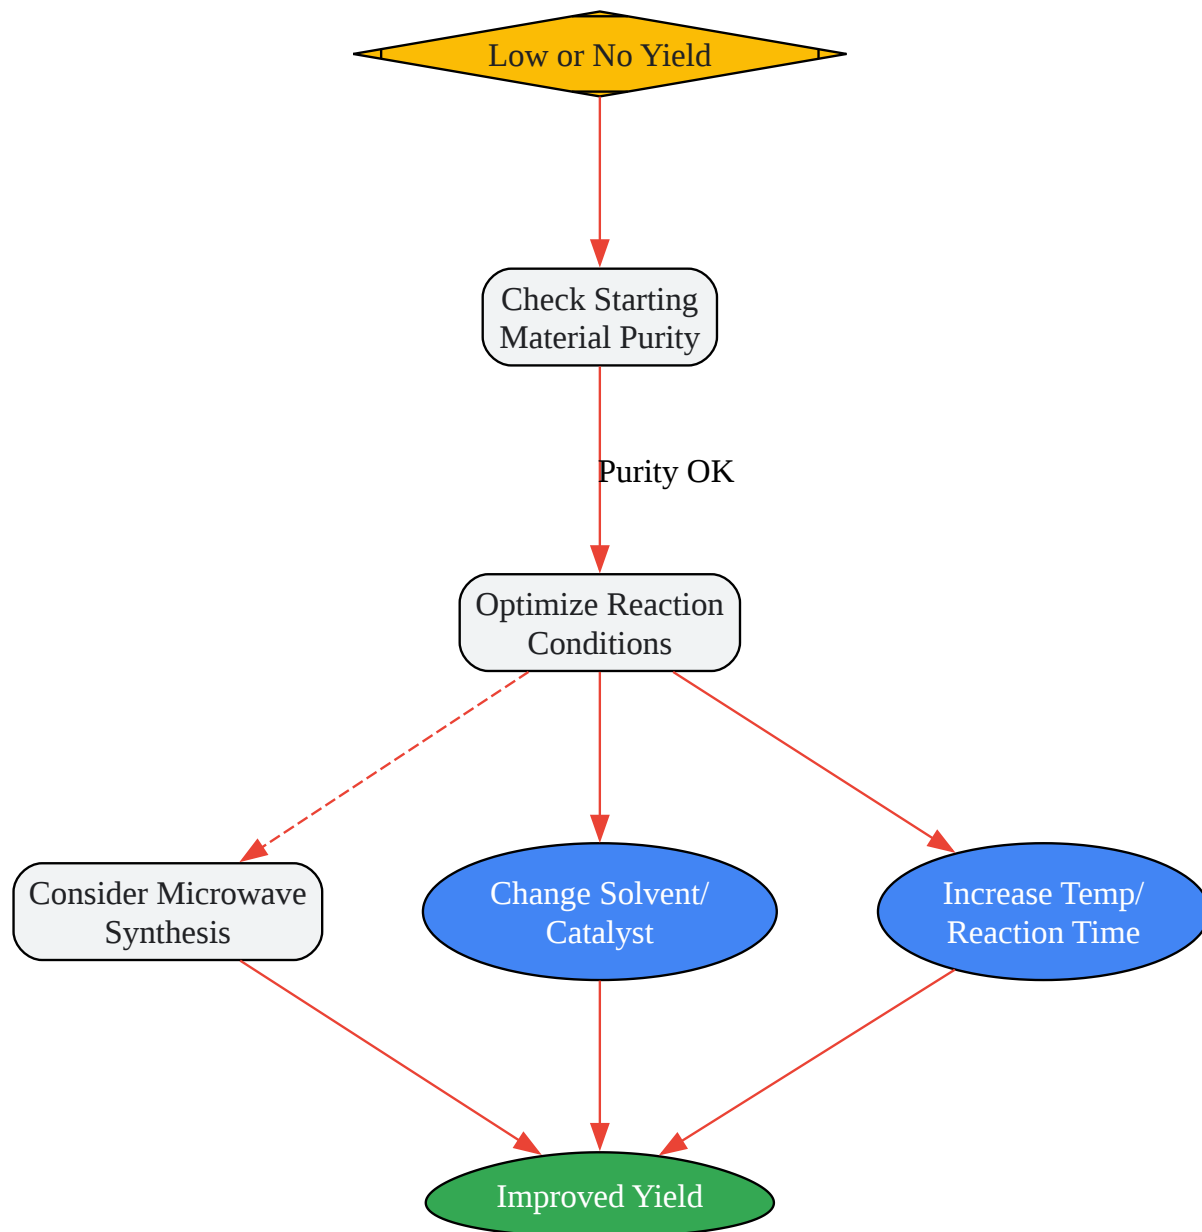 Low or No Yield
Check Starting
Material Purity
Purity OK
Optimize Reaction
Conditions
Consider Microwave
Synthesis
Change Solvent/
Catalyst
Increase Temp/
Reaction Time
Improved Yield